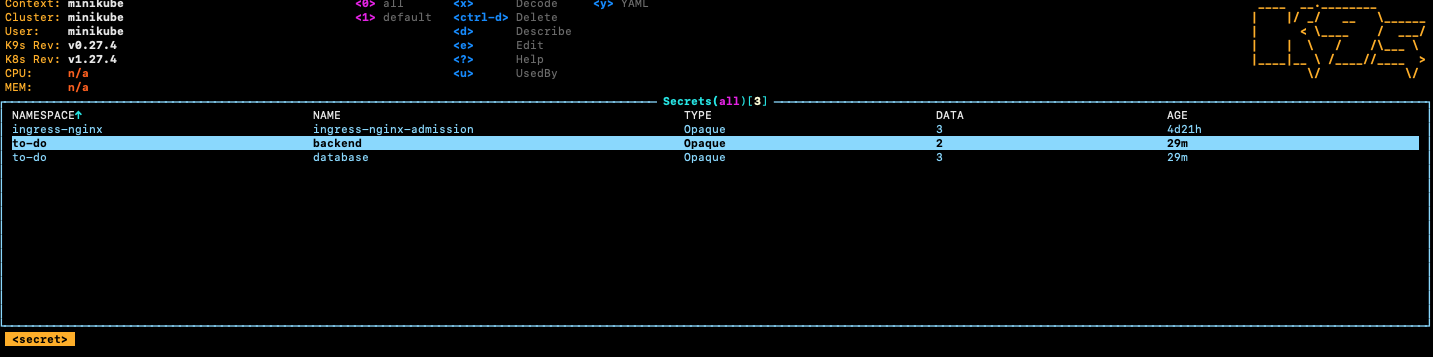 Context: minikube <0> all <x> Decode <y> YAML
Cluster: minikube <1> default <ctrl-d> Delete
User: minikube <d> Describe
K9s Rev: v0.27.4 <e> Edit
K8s Rev: v1.27.4 <?> Help
CPU: n/a <u> UsedBy
MEM: n/a
Secrets(all)[3]
NAMESPACE↑ NAME TYPE DATA AGE
ingress-nginx ingress-nginx-admission Opaque 3 4d21h
to-do backend Opaque 2 29m
to-do database Opaque 3 29m
<secret>